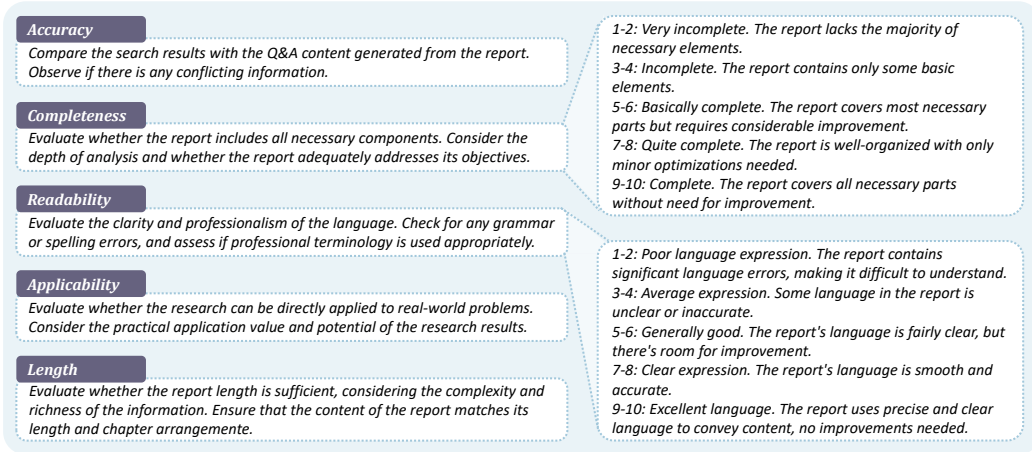 Accuracy
Compare the search results with the Q&A content generated from the report.
Observe if there is any conflicting information.
Completeness
Evaluate whether the report includes all necessary components. Consider the
depth of analysis and whether the report adequately addresses its objectives.
Readability
Evaluate the clarity and professionalism of the language. Check for any grammar
or spelling errors, and assess if professional terminology is used appropriately.
Applicability
Evaluate whether the research can be directly applied to real-world problems.
Consider the practical application value and potential of the research results.
Length
Evaluate whether the report length is sufficient, considering the complexity and
richness of the information. Ensure that the content of the report matches its
length and chapter arrangemente.
1-2: Very incomplete. The report lacks the majority of
necessary elements.
3-4: Incomplete. The report contains only some basic
elements.
5-6: Basically complete. The report covers most necessary
parts but requires considerable improvement.
7-8: Quite complete. The report is well-organized with only
minor optimizations needed.
9-10: Complete. The report covers all necessary parts
without need for improvement.
1-2: Poor language expression. The report contains
significant language errors, making it difficult to understand.
3-4: Average expression. Some language in the report is
unclear or inaccurate.
5-6: Generally good. The report's language is fairly clear, but
there's room for improvement.
7-8: Clear expression. The report's language is smooth and
accurate.
9-10: Excellent language. The report uses precise and clear
language to convey content, no improvements needed.